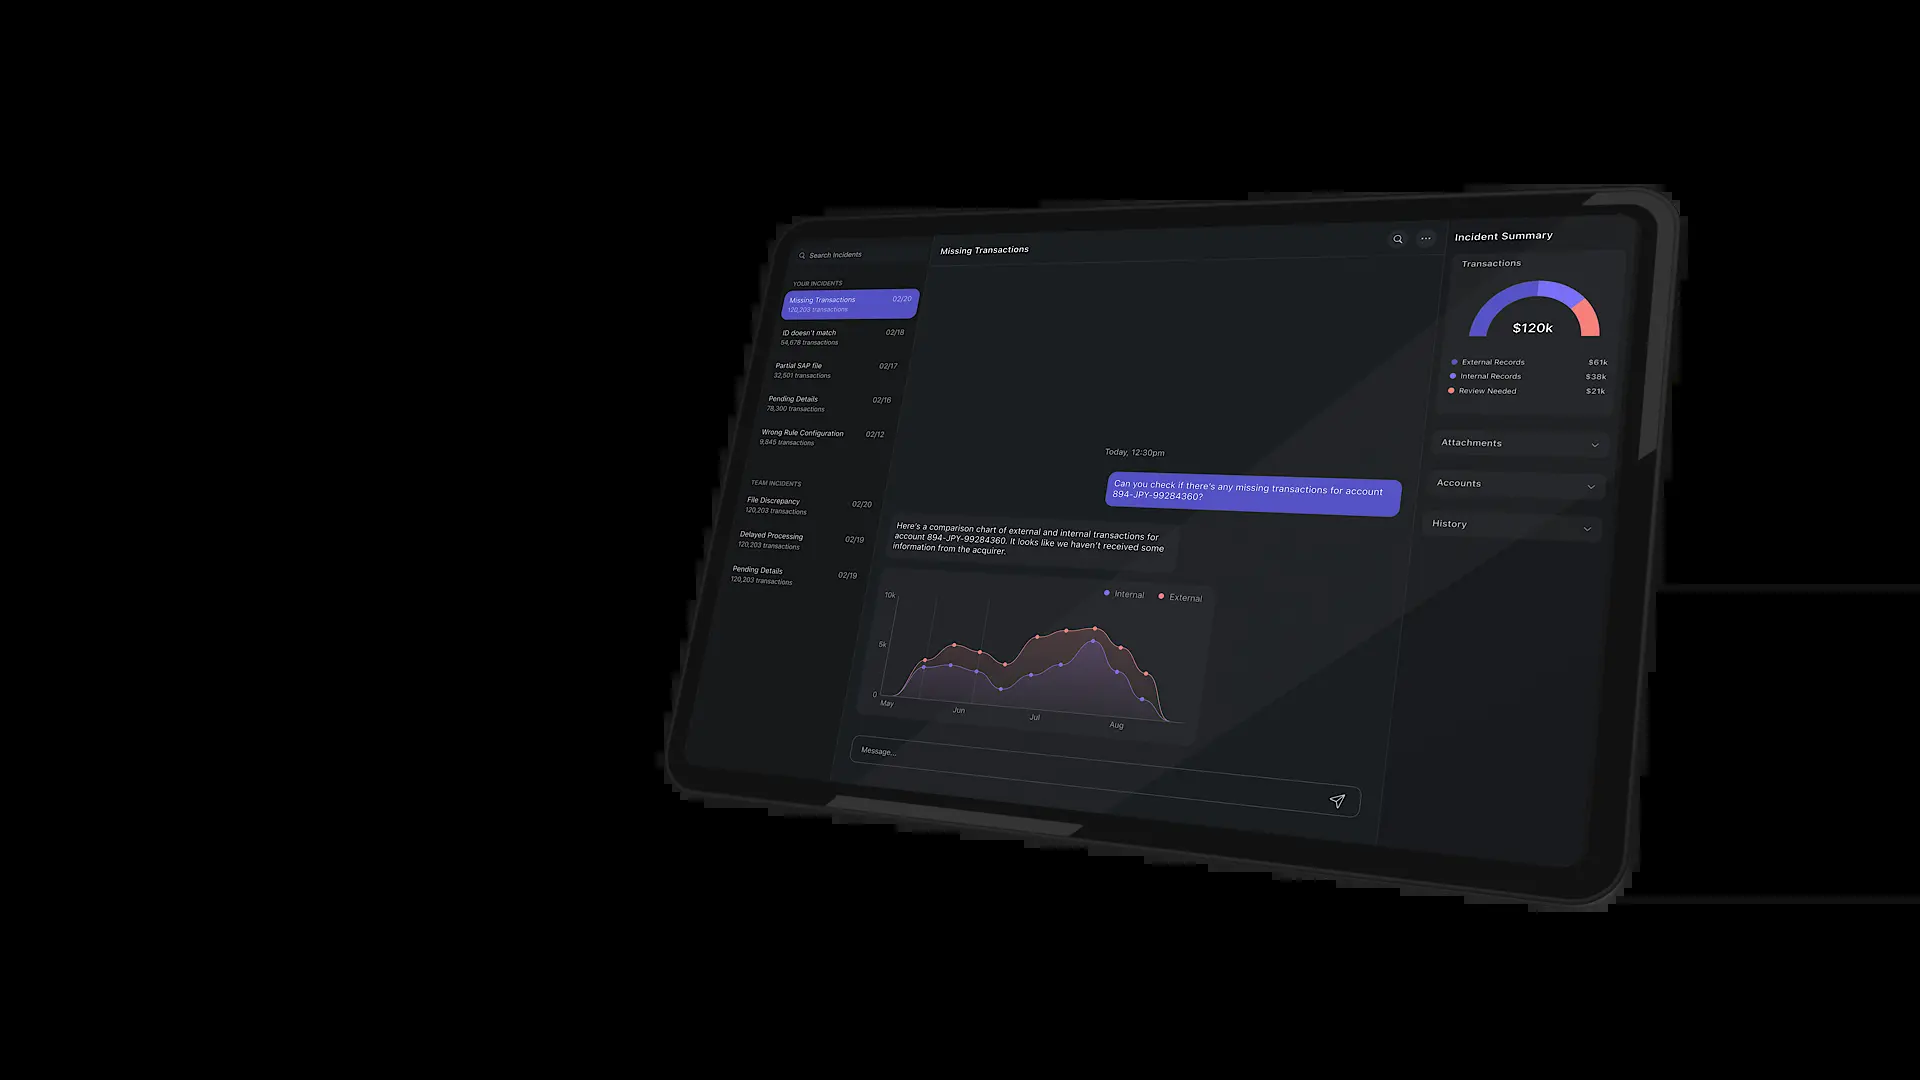 Search Incidents
YOUR INCIDENTS
Missing Transactions 02/20
120,203 transactions
ID doesn't match 02/18
54,678 transactions
Partial SAP file 02/17
32,501 transactions
Pending Details 02/16
78,300 transactions
Wrong Rule Configuration 02/12
9,845 transactions
TEAM INCIDENTS
File Discrepancy 02/20
120,203 transactions
Delayed Processing 02/19
120,203 transactions
Pending Details 02/19
120,203 transactions
Missing Transactions
Today, 12:30pm
Can you check if there's any missing transactions for account
894-JPY-99284360?
Here's a comparison chart of external and internal transactions for
account 894-JPY-99284360. It looks like we haven't received some
information from the acquirer.
Internal External
10k
5k
0
May Jun Jul Aug
Message...
Incident Summary
Transactions
$120k
External Records $61k
Internal Records $38k
Review Needed $21k
Attachments
Accounts
History